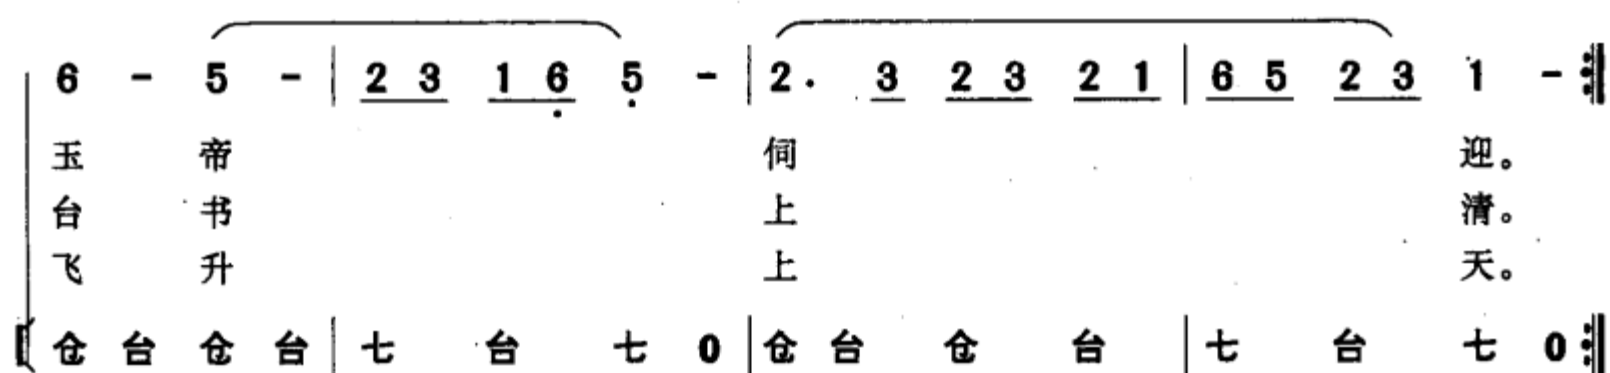 6 - 5 - | 2 3 1 6 5 - | 2. 3 2 3 2 1 | 6 5 2 3 1 - :‖
玉 帝 伺 迎。
台 书 上 清。
飞 升 上 天。
仓 台 仓 台 | 七 台 七 0 | 仓 台 仓 台 | 七 台 七 0 :‖